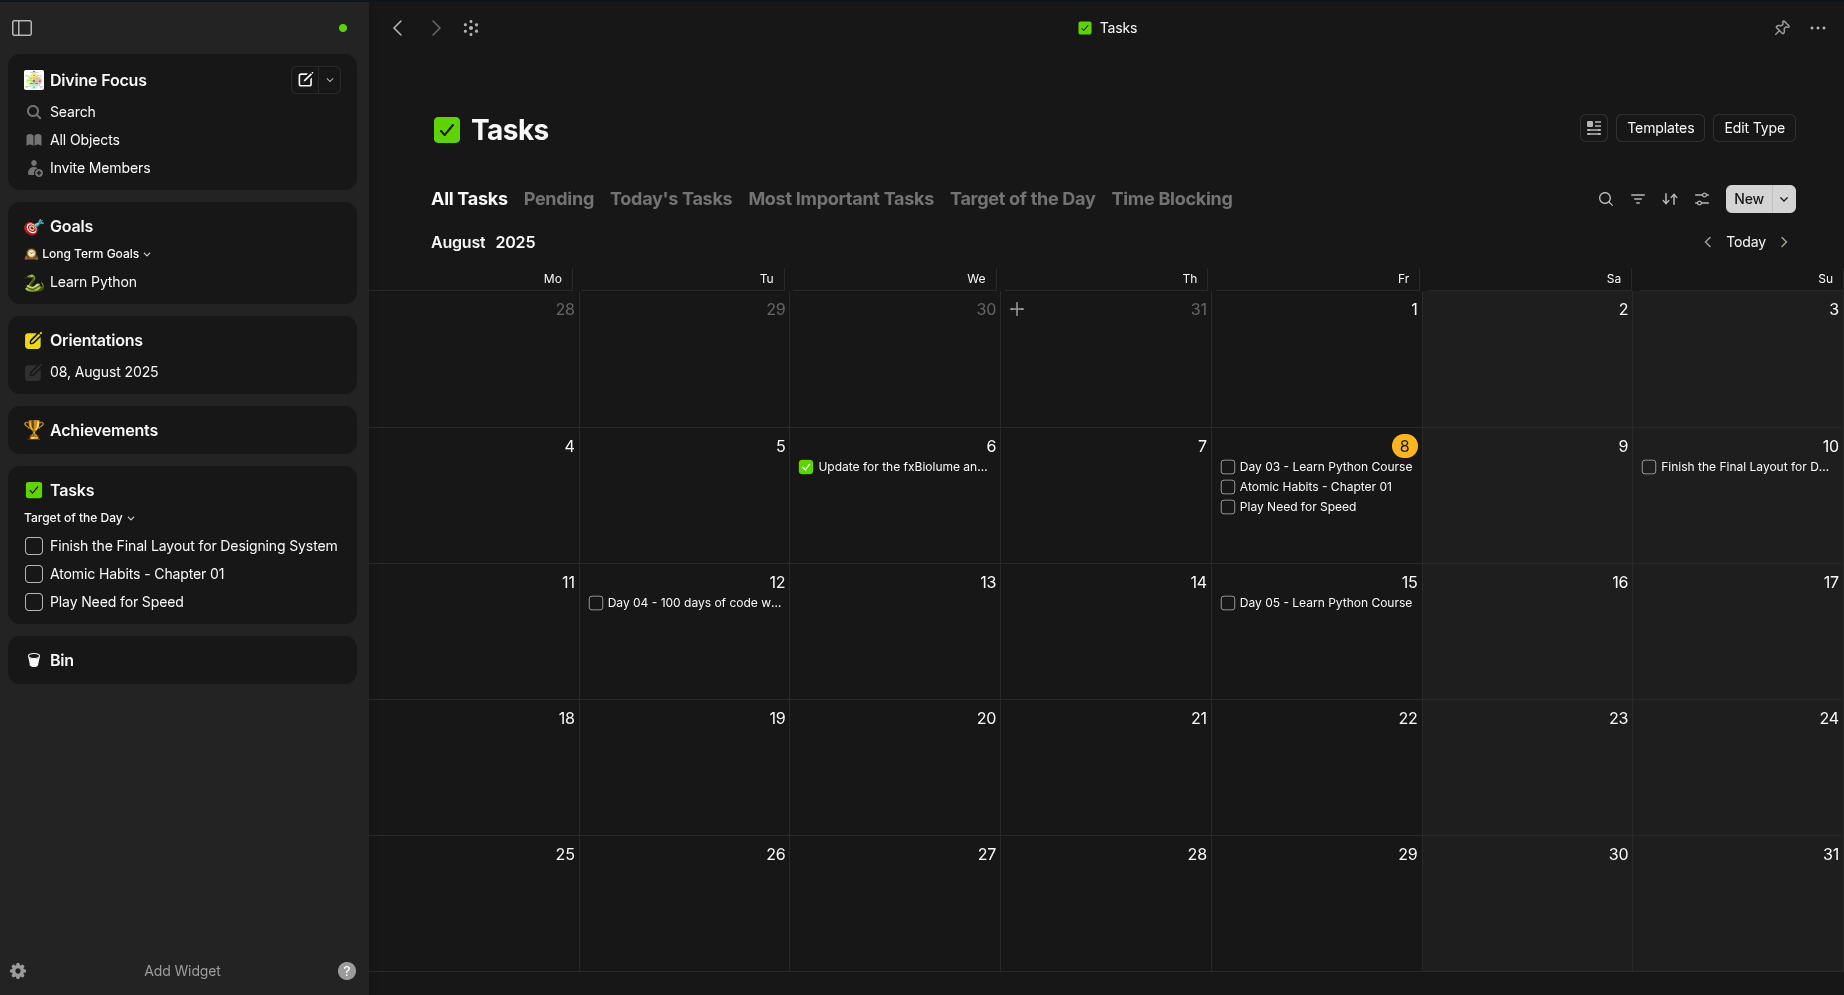 Tasks
Divine Focus
Search
All Objects
Invite Members
Goals
Long Term Goals
Learn Python
Orientations
08, August 2025
Achievements
Tasks
Target of the Day
Finish the Final Layout for Designing System
Atomic Habits - Chapter 01
Play Need for Speed
Bin
Add Widget
?
Tasks
Templates
Edit Type
All Tasks
Pending
Today's Tasks
Most Important Tasks
Target of the Day
Time Blocking
New
August 2025
Today
Mo Tu We Th Fr Sa Su
28 29 30 31 1 2 3
4 5 6 7 8 9 10
Update for the fxBiolume an...
Day 03 - Learn Python Course
Atomic Habits - Chapter 01
Play Need for Speed
Finish the Final Layout for D...
11 12 13 14 15 16 17
Day 04 - 100 days of code w...
Day 05 - Learn Python Course
18 19 20 21 22 23 24
25 26 27 28 29 30 31